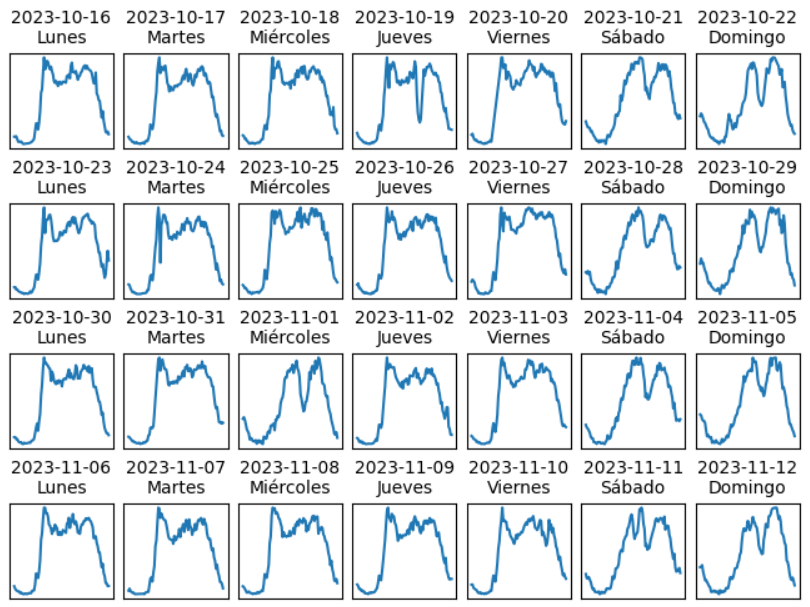 2023-10-16 2023-10-17 2023-10-18 2023-10-19 2023-10-20 2023-10-21 2023-10-22
Lunes Martes Miércoles Jueves Viernes Sábado Domingo
2023-10-23 2023-10-24 2023-10-25 2023-10-26 2023-10-27 2023-10-28 2023-10-29
Lunes Martes Miércoles Jueves Viernes Sábado Domingo
2023-10-30 2023-10-31 2023-11-01 2023-11-02 2023-11-03 2023-11-04 2023-11-05
Lunes Martes Miércoles Jueves Viernes Sábado Domingo
2023-11-06 2023-11-07 2023-11-08 2023-11-09 2023-11-10 2023-11-11 2023-11-12
Lunes Martes Miércoles Jueves Viernes Sábado Domingo